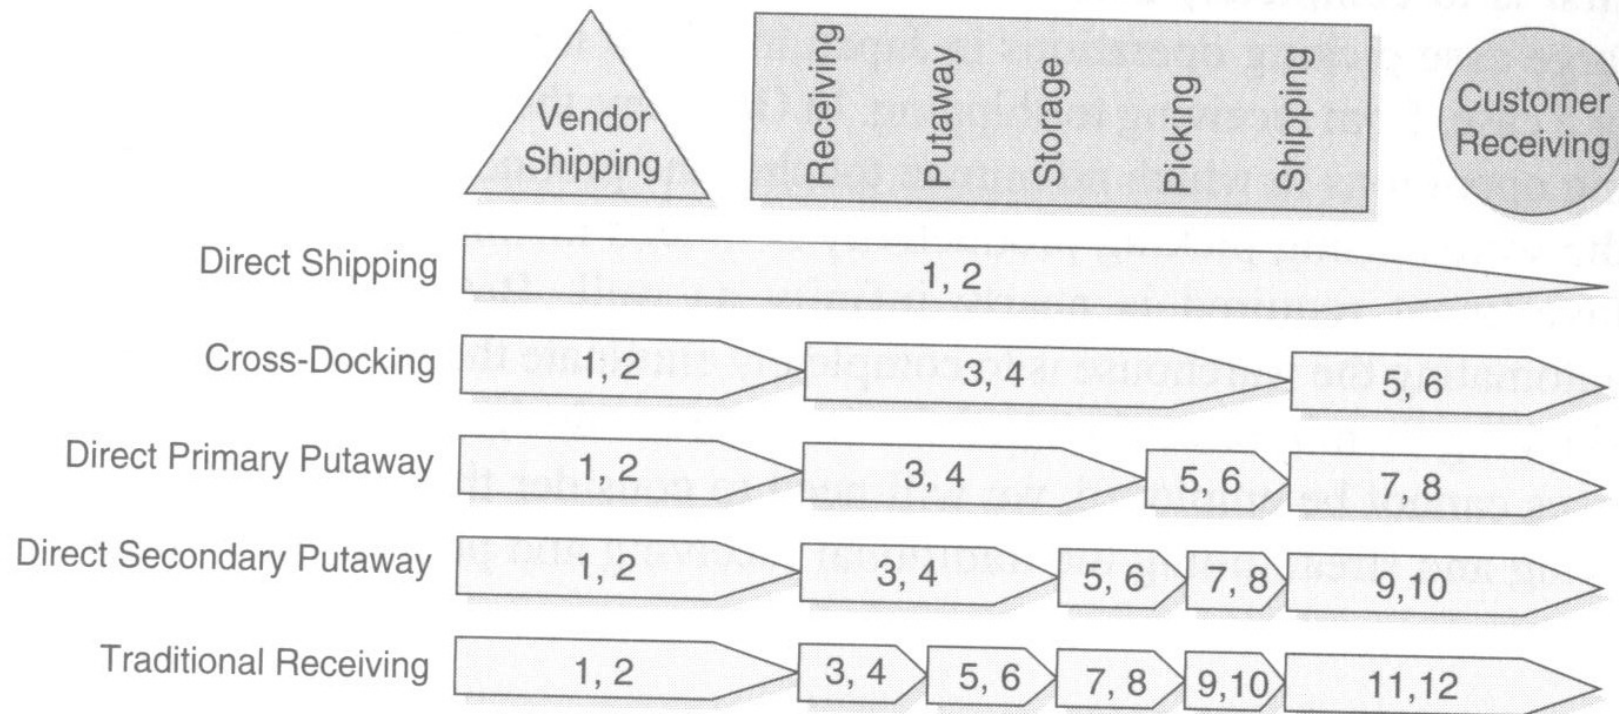 Vendor
Shipping
Receiving
Putaway
Storage
Picking
Shipping
Customer
Receiving
Direct Shipping
1, 2
Cross-Docking
1, 2
3, 4
5, 6
Direct Primary Putaway
1, 2
3, 4
5, 6
7, 8
Direct Secondary Putaway
1, 2
3, 4
5, 6
7, 8
9,10
Traditional Receiving
1, 2
3, 4
5, 6
7, 8
9,10
11,12